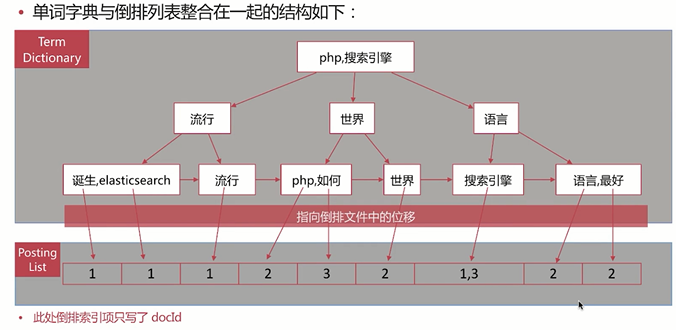 • 单词字典与倒排列表整合在一起的结构如下：
Term
Dictionary
php,搜索引擎
流行
世界
语言
诞生,elasticsearch
流行
php,如何
世界
搜索引擎
语言,最好
指向倒排文件中的位移
Posting
List
1 1 1 2 3 2 1,3 2 2
• 此处倒排索引项只写了 docId